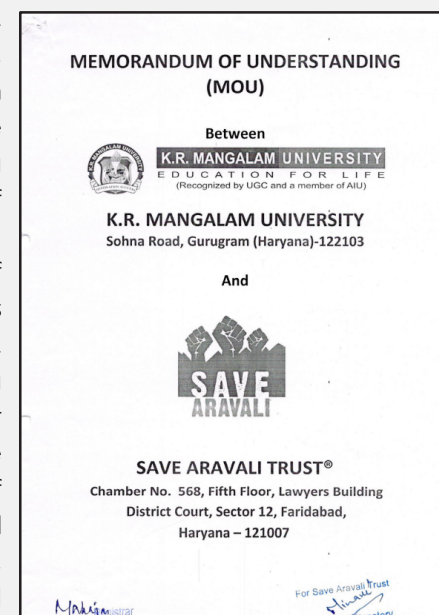 MEMORANDUM OF UNDERSTANDING
(MOU)
Between
K.R. MANGALAM UNIVERSITY
EDUCATION FOR LIFE
(Recognized by UGC and a member of AIU)
K.R. MANGALAM UNIVERSITY
Sohna Road, Gurugram (Haryana)-122103
And
SAVE
ARAVALI
SAVE ARAVALI TRUST®
Chamber No. 568, Fifth Floor, Lawyers Building
District Court, Sector 12, Faridabad,
Haryana – 121007
For Save Aravali Trust